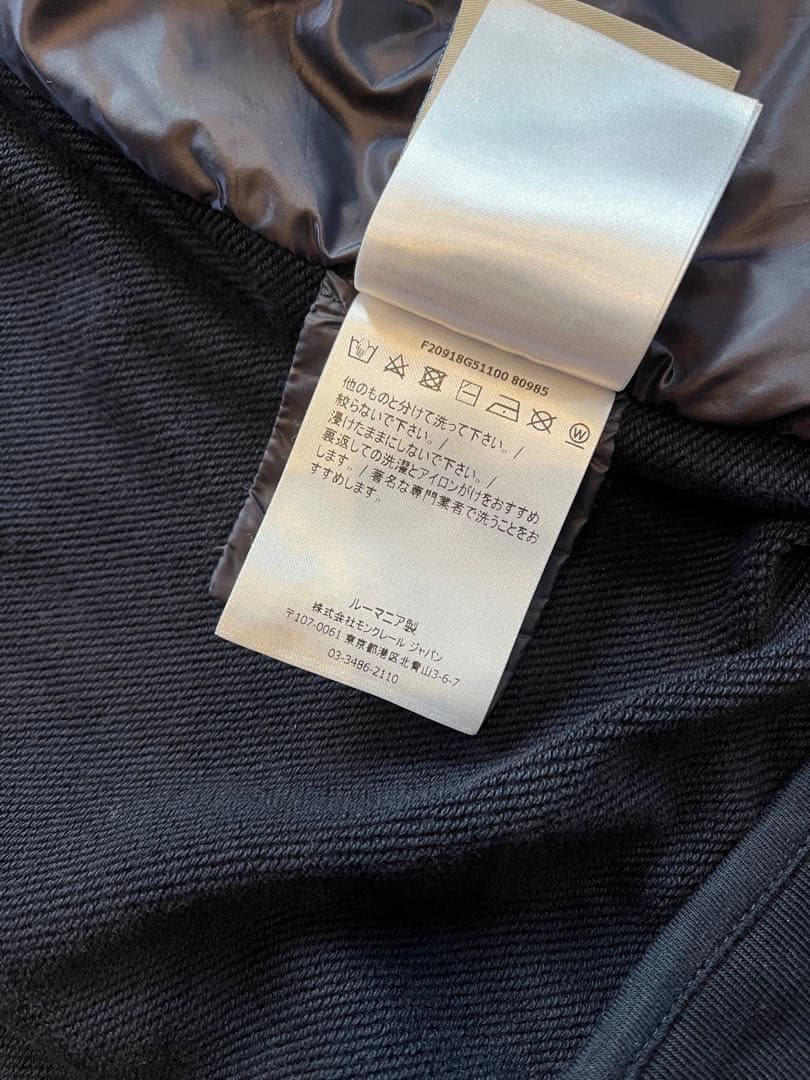 F20918G51100 80985
W
他のものと分けて洗って下さい。/
絞らないで下さい。/
浸けたままにしないで下さい。/
裏返しての洗濯とアイロンがけをおすすめ
します。/著名な専門業者で洗うことをお
すすめします。
ルーマニア製
株式会社モンクレール ジャパン
〒107-0061 東京都港区北青山3-6-7
03-3486-2110